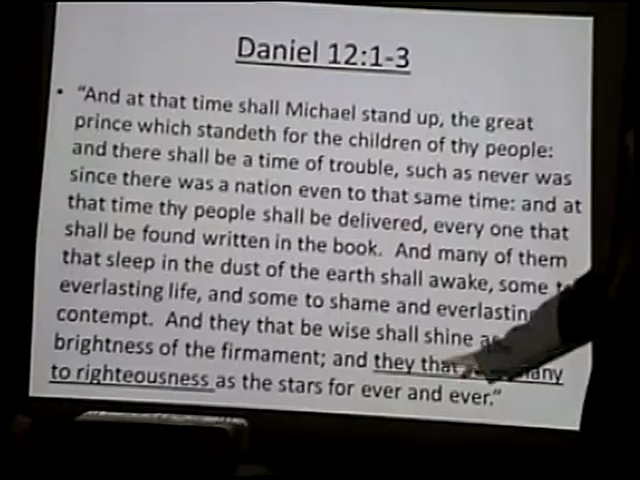 Daniel 12:1-3
• “And at that time shall Michael stand up, the great
prince which standeth for the children of thy people:
and there shall be a time of trouble, such as never was
since there was a nation even to that same time: and at
that time thy people shall be delivered, every one that
shall be found written in the book. And many of them
that sleep in the dust of the earth shall awake, some
everlasting life, and some to shame and everlasting
contempt. And they that be wise shall shine
brightness of the firmament; and they that many
to righteousness as the stars for ever and ever.”